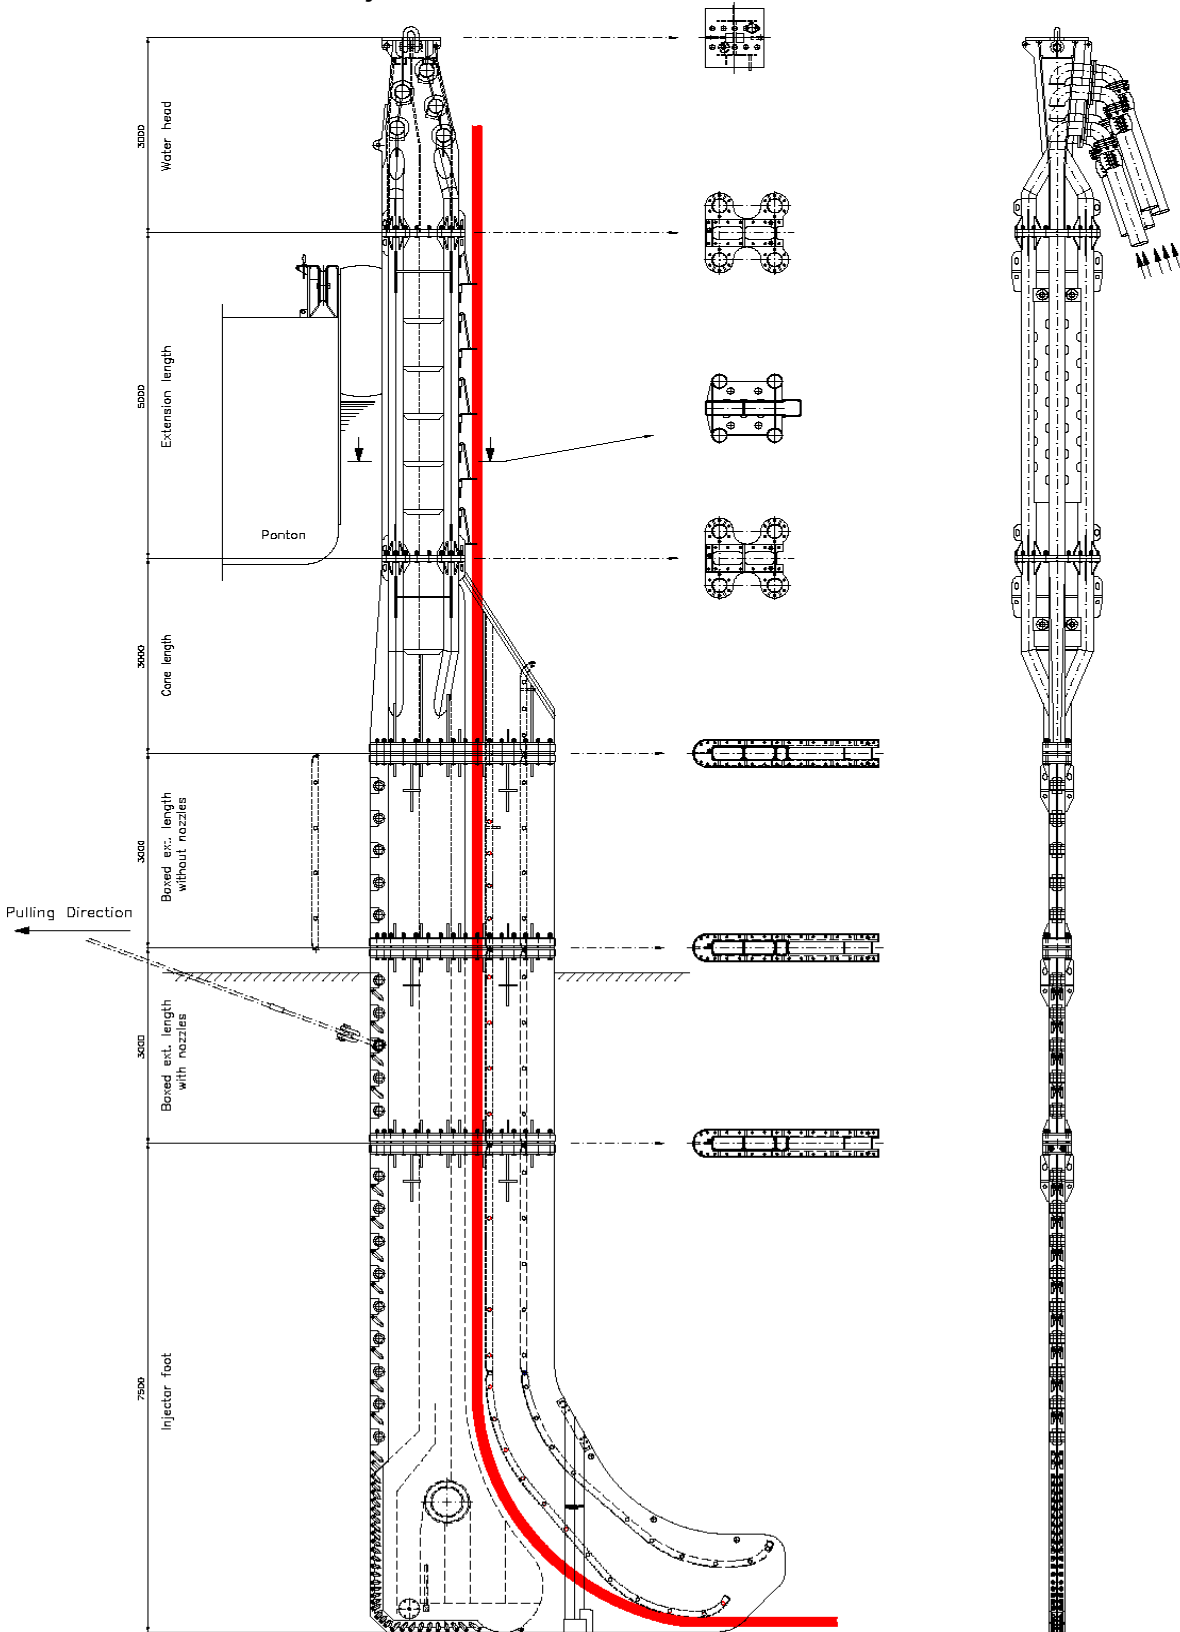 3000
Water head
5000
Extension length
Ponton
3000
Cone length
3000
Boxed ext. length
without nozzles
Pulling Direction
3000
Boxed ext. length
with nozzles
7500
Injector foot